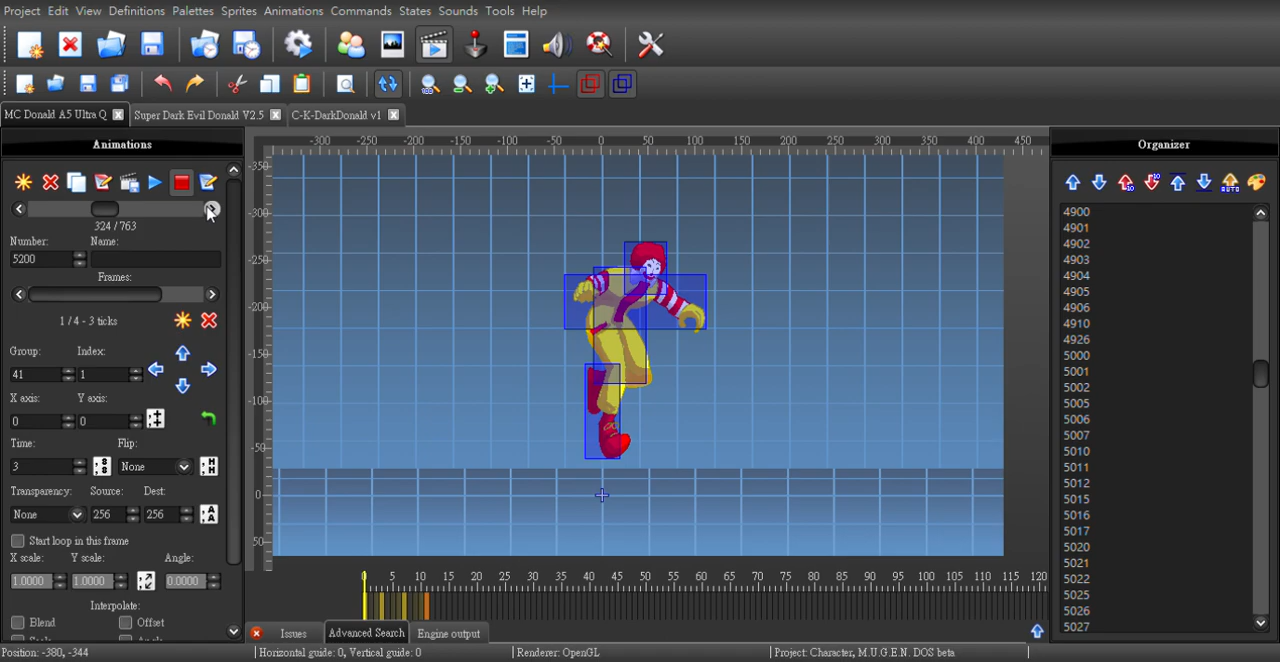 Project Edit View Definitions Palettes Sprites Animations Commands States Sounds Tools Help
MC Donald A5 Ultra Q Super Dark Evil Donald V2.5 C-K-DarkDonald v1
Animations
324 / 763
Number: Name:
5200
Frames:
1 / 4 - 3 ticks
Group: Index:
41 1
X axis: Y axis:
0 0
Time: Flip:
3 None
Transparency: Source: Dest:
None 256 256
Start loop in this frame
X scale: Y scale: Angle:
1.0000 1.0000 0.0000
Interpolate:
Blend Offset
-300 -250 -200 -150 -100 -50 0 50 100 150 200 250 300 350 400 450
-350
-300
-250
-200
-150
-100
-50
0
50
0 5 10 15 20 25 30 35 40 45 50 55 60 65 70 75 80 85 90 95 100 105 110 115 120
Issues Advanced Search Engine output
Organizer
10 10 AUTO
4900
4901
4902
4903
4904
4905
4906
4910
4926
5000
5001
5002
5005
5006
5007
5010
5011
5012
5015
5016
5017
5020
5021
5022
5025
5026
5027
Position: -380, -344 Horizontal guide: 0, Vertical guide: 0 Renderer: OpenGL Project: Character, M.U.G.E.N. DOS beta